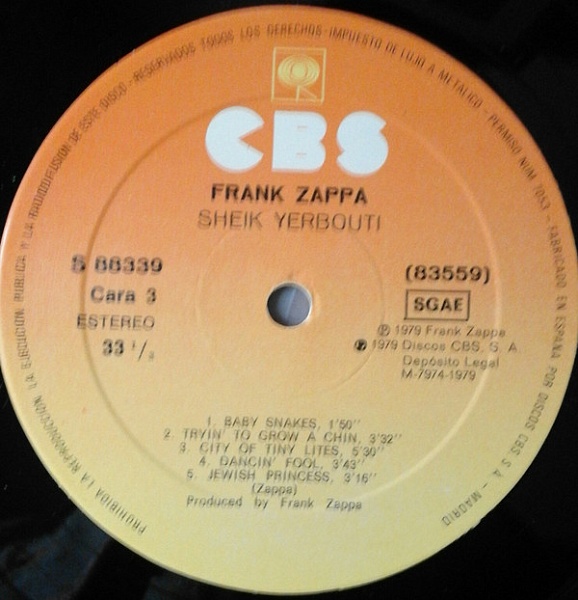 PROHIBIDA LA REPRODUCCION, LA EJECUCION PUBLICA Y LA RADIODIFUSION DE ESTE DISCO - RESERVADOS TODOS LOS DERECHOS - IMPUESTO DE LUJO A METALICO - PERMISO NUM 7053 - FABRICADO EN ESPAÑA POR DISCOS CBS, S. A. - MADRID
CBS
FRANK ZAPPA
SHEIK YERBOUTI
S 88339
Cara 3
ESTEREO
33 1/3
(83559)
SGAE
℗ 1979 Frank Zappa
℗ 1979 Discos CBS, S. A.
Depósito Legal
M-7974-1979
1. BABY SNAKES, 1'50''
2. TRYIN' TO GROW A CHIN, 3'32''
3. CITY OF TINY LITES, 5'30''
4. DANCIN' FOOL, 3'43''
5. JEWISH PRINCESS, 3'16''
(Zappa)
Produced by Frank Zappa